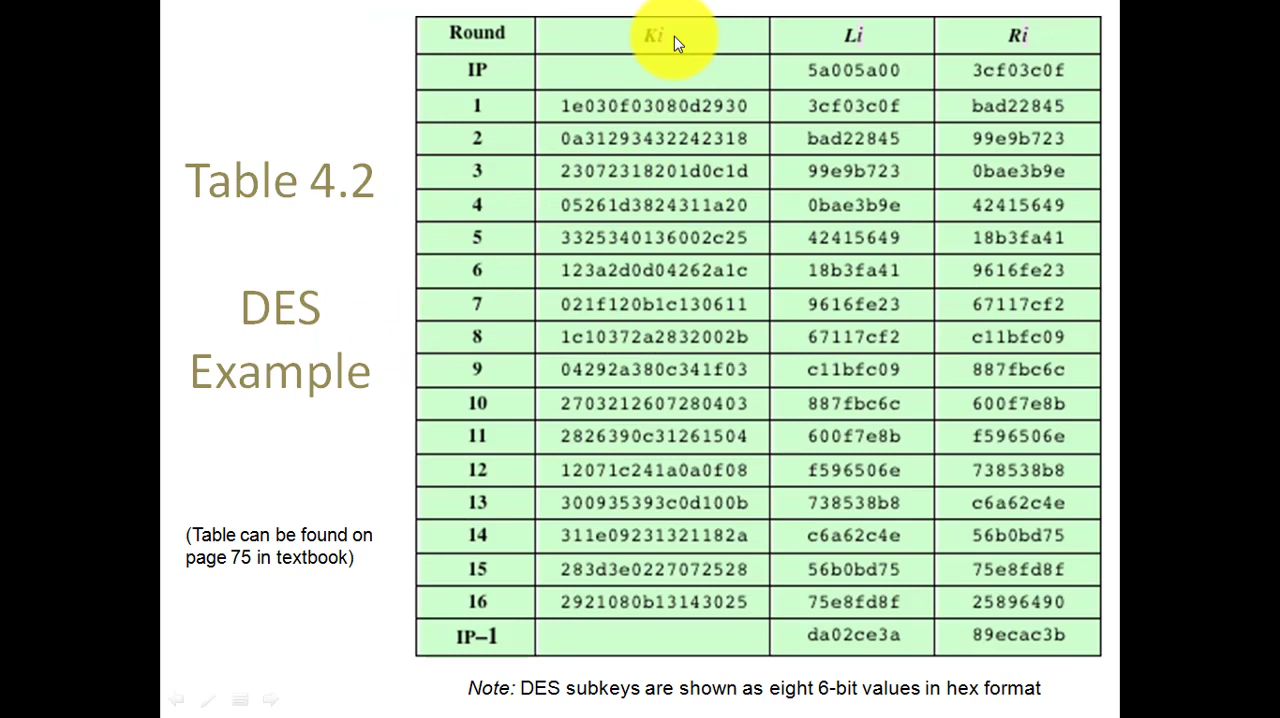 Table 4.2
DES
Example
(Table can be found on
page 75 in textbook)
Round Ki Li Ri
IP 5a005a00 3cf03c0f
1 1e030f03080d2930 3cf03c0f bad22845
2 0a31293432242318 bad22845 99e9b723
3 23072318201d0c1d 99e9b723 0bae3b9e
4 05261d3824311a20 0bae3b9e 42415649
5 3325340136002c25 42415649 18b3fa41
6 123a2d0d04262a1c 18b3fa41 9616fe23
7 021f120b1c130611 9616fe23 67117cf2
8 1c10372a2832002b 67117cf2 c11bfc09
9 04292a380c341f03 c11bfc09 887fbc6c
10 2703212607280403 887fbc6c 600f7e8b
11 2826390c31261504 600f7e8b f596506e
12 12071c241a0a0f08 f596506e 738538b8
13 300935393c0d100b 738538b8 c6a62c4e
14 311e09231321182a c6a62c4e 56b0bd75
15 283d3e0227072528 56b0bd75 75e8fd8f
16 2921080b13143025 75e8fd8f 25896490
IP–1 da02ce3a 89ecac3b
Note: DES subkeys are shown as eight 6-bit values in hex format